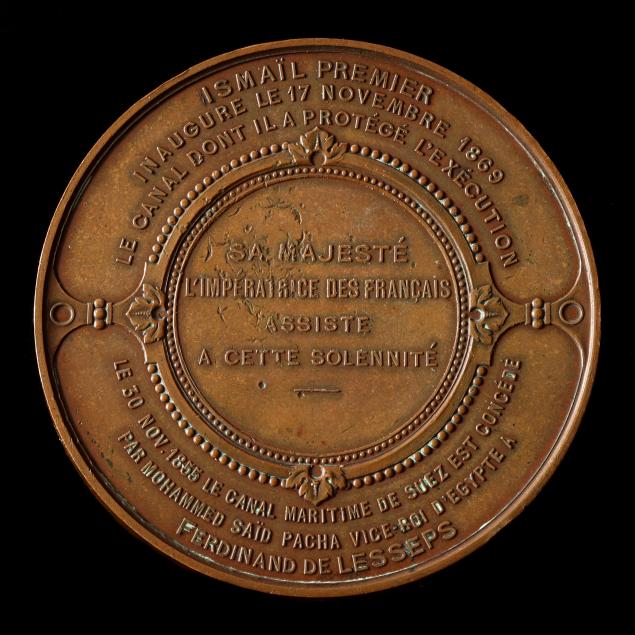 ISMAÏL PREMIER
INAUGURE LE 17 NOVEMBRE 1869
LE CANAL DONT IL A PROTÉGÉ L'EXÉCUTION
SA MAJESTÉ
L'IMPÉRATRICE DES FRANÇAIS
ASSISTE
A CETTE SOLENNITÉ
LE 30 NOV. 1855 LE CANAL MARITIME DE SUEZ EST CONCÉDÉ
PAR MOHAMMED SAÏD PACHA VICE-ROI D'EGYPTE À
FERDINAND DE LESSEPS